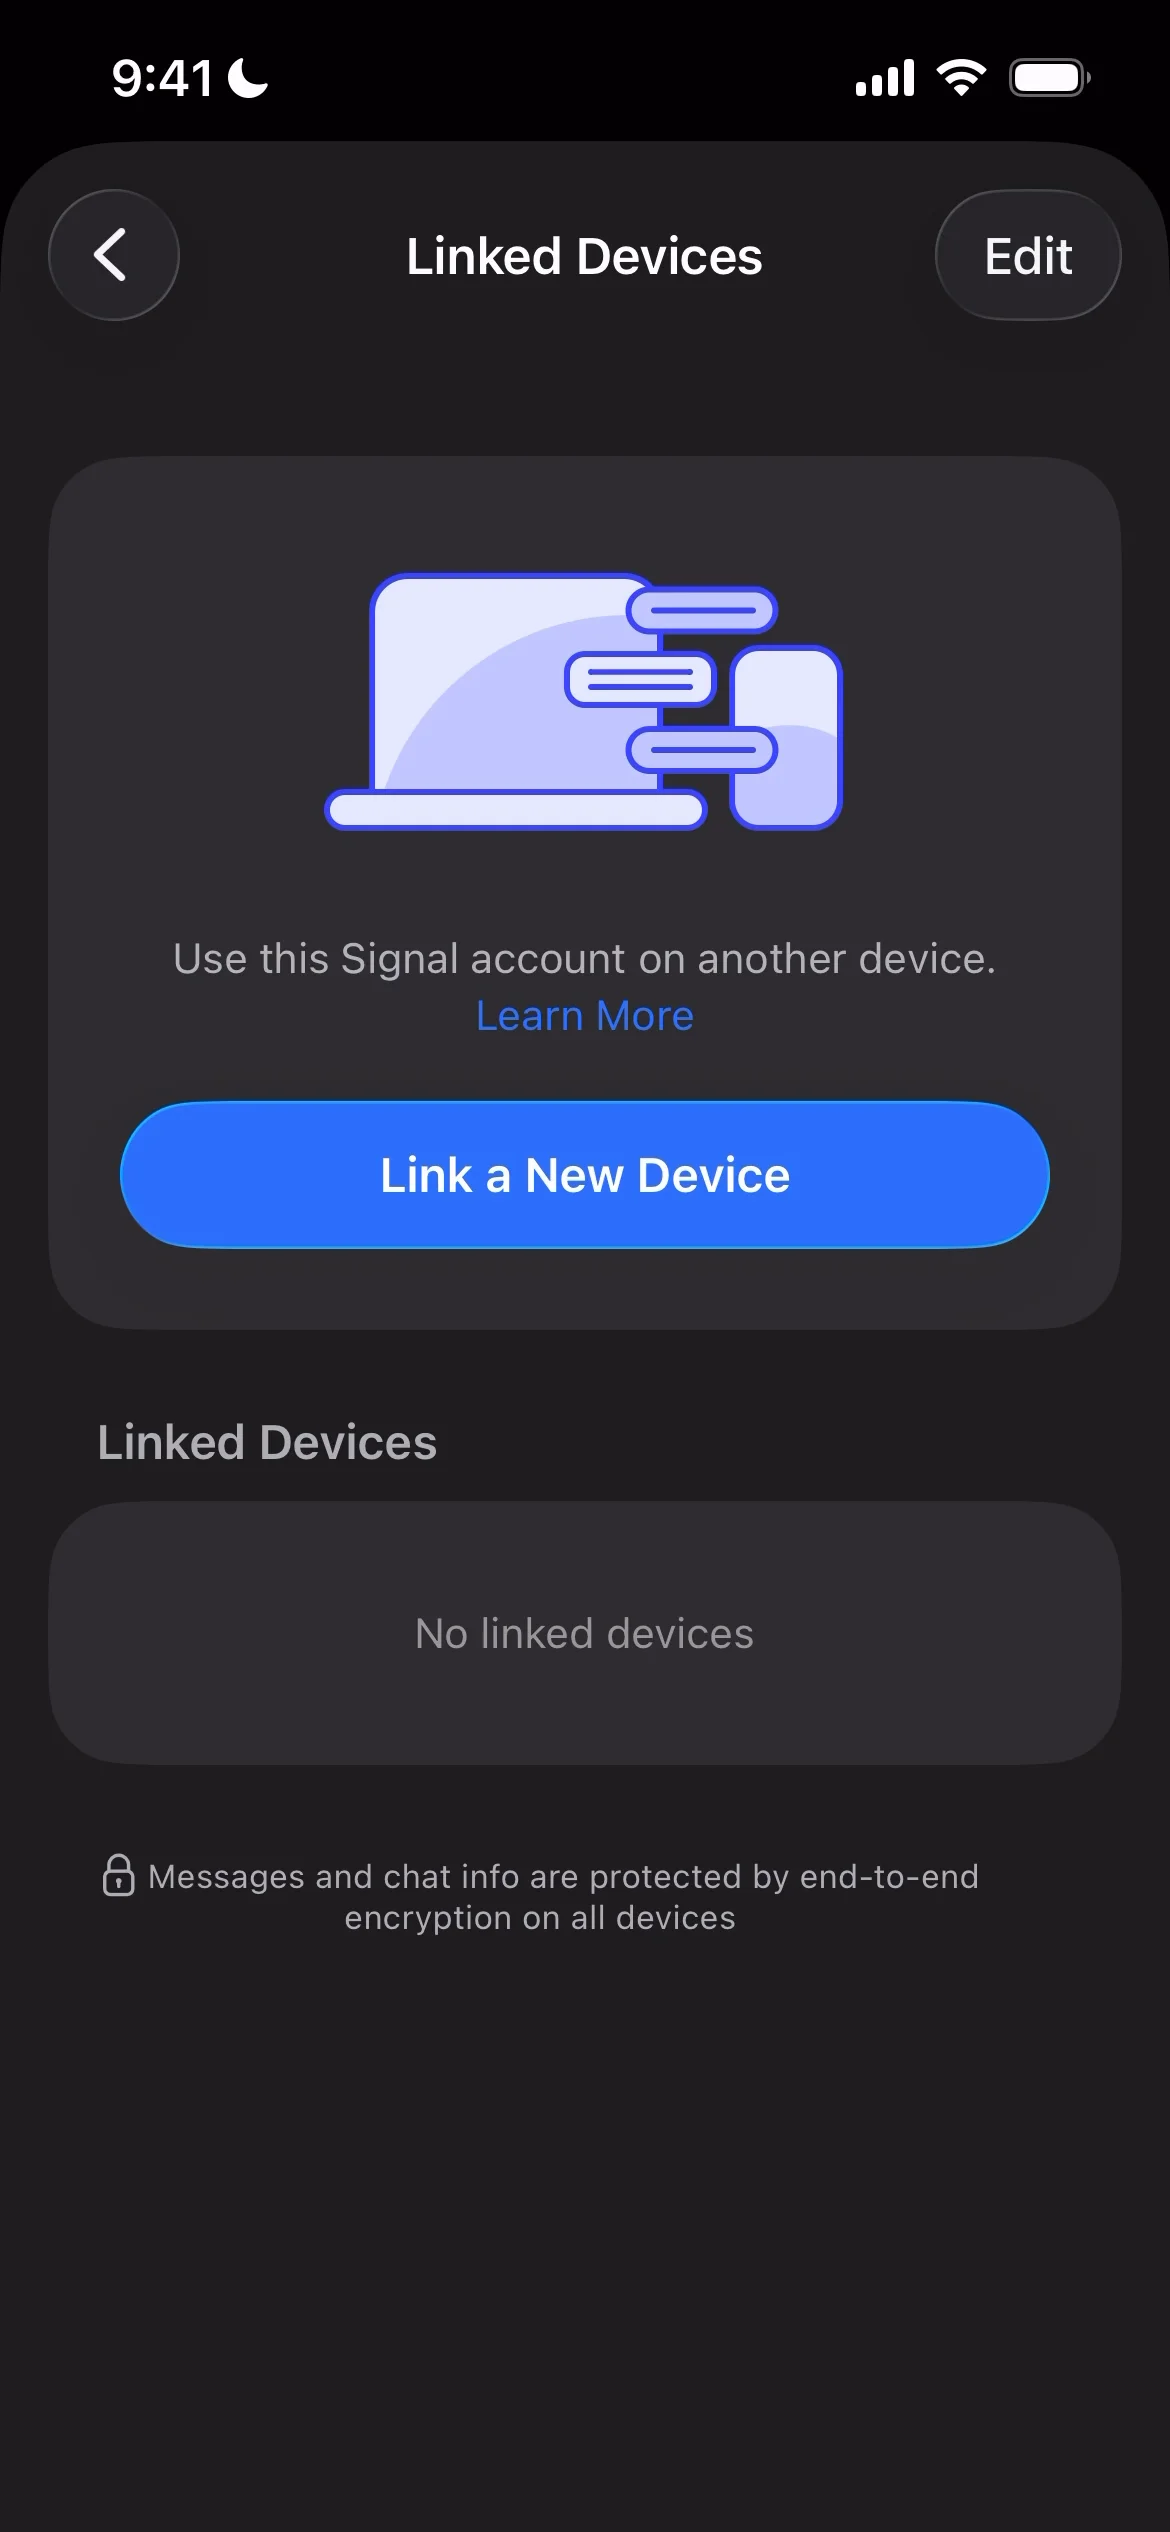 9:41
Linked Devices
Edit
Use this Signal account on another device.
Learn More
Link a New Device
Linked Devices
No linked devices
Messages and chat info are protected by end-to-end
encryption on all devices